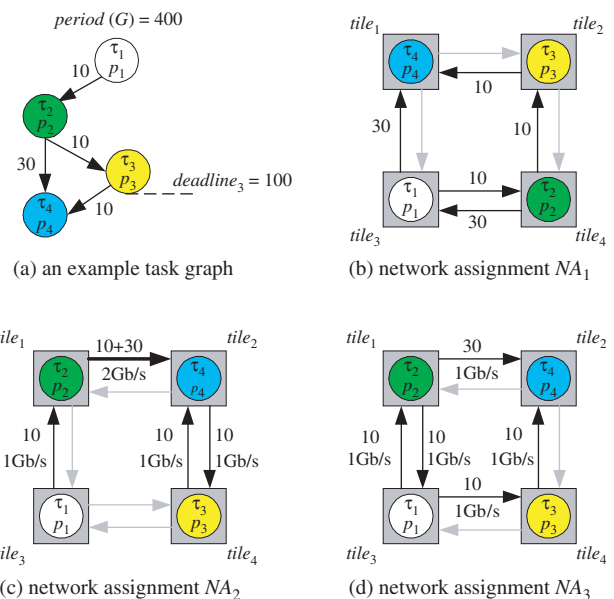 period (G) = 400
τ1
p1
10
τ2
p2
10
30
τ3
p3
deadline3 = 100
10
τ4
p4
(a) an example task graph
tile1
tile2
τ4
p4
τ3
p3
10
30
10
10
τ1
p1
τ2
p2
30
tile3
tile4
(b) network assignment NA1
tile1
tile2
10+30
τ2
p2
2Gb/s
τ4
p4
10
1Gb/s
10
1Gb/s
10
1Gb/s
τ1
p1
τ3
p3
tile3
tile4
(c) network assignment NA2
tile1
tile2
30
τ2
p2
1Gb/s
τ4
p4
10
1Gb/s
10
1Gb/s
10
1Gb/s
10
τ1
p1
1Gb/s
τ3
p3
tile3
tile4
(d) network assignment NA3